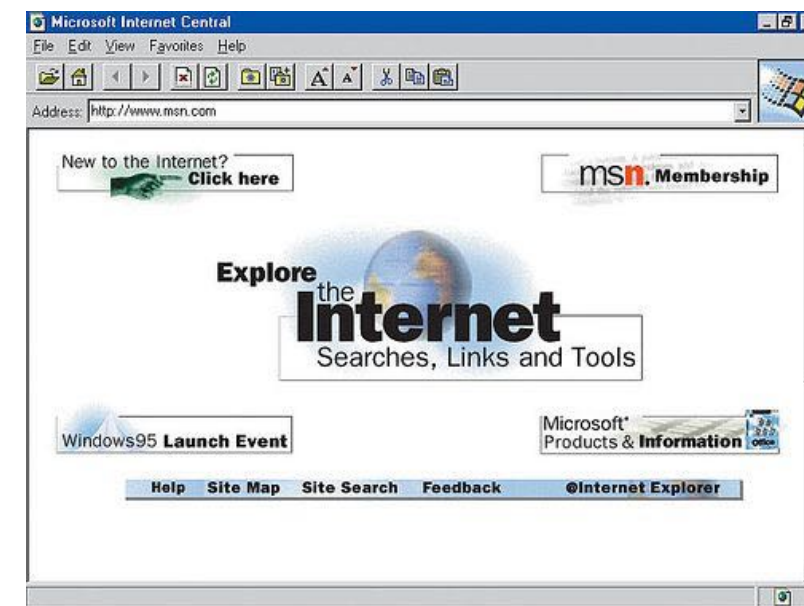 Microsoft Internet Central
File Edit View Favorites Help
A A
Address: http://www.msn.com
New to the Internet?
Click here
msn. Membership
Explore
the
Internet
Searches, Links and Tools
Windows95 Launch Event
Microsoft*
Products & Information
Office
Help Site Map Site Search Feedback @Internet Explorer